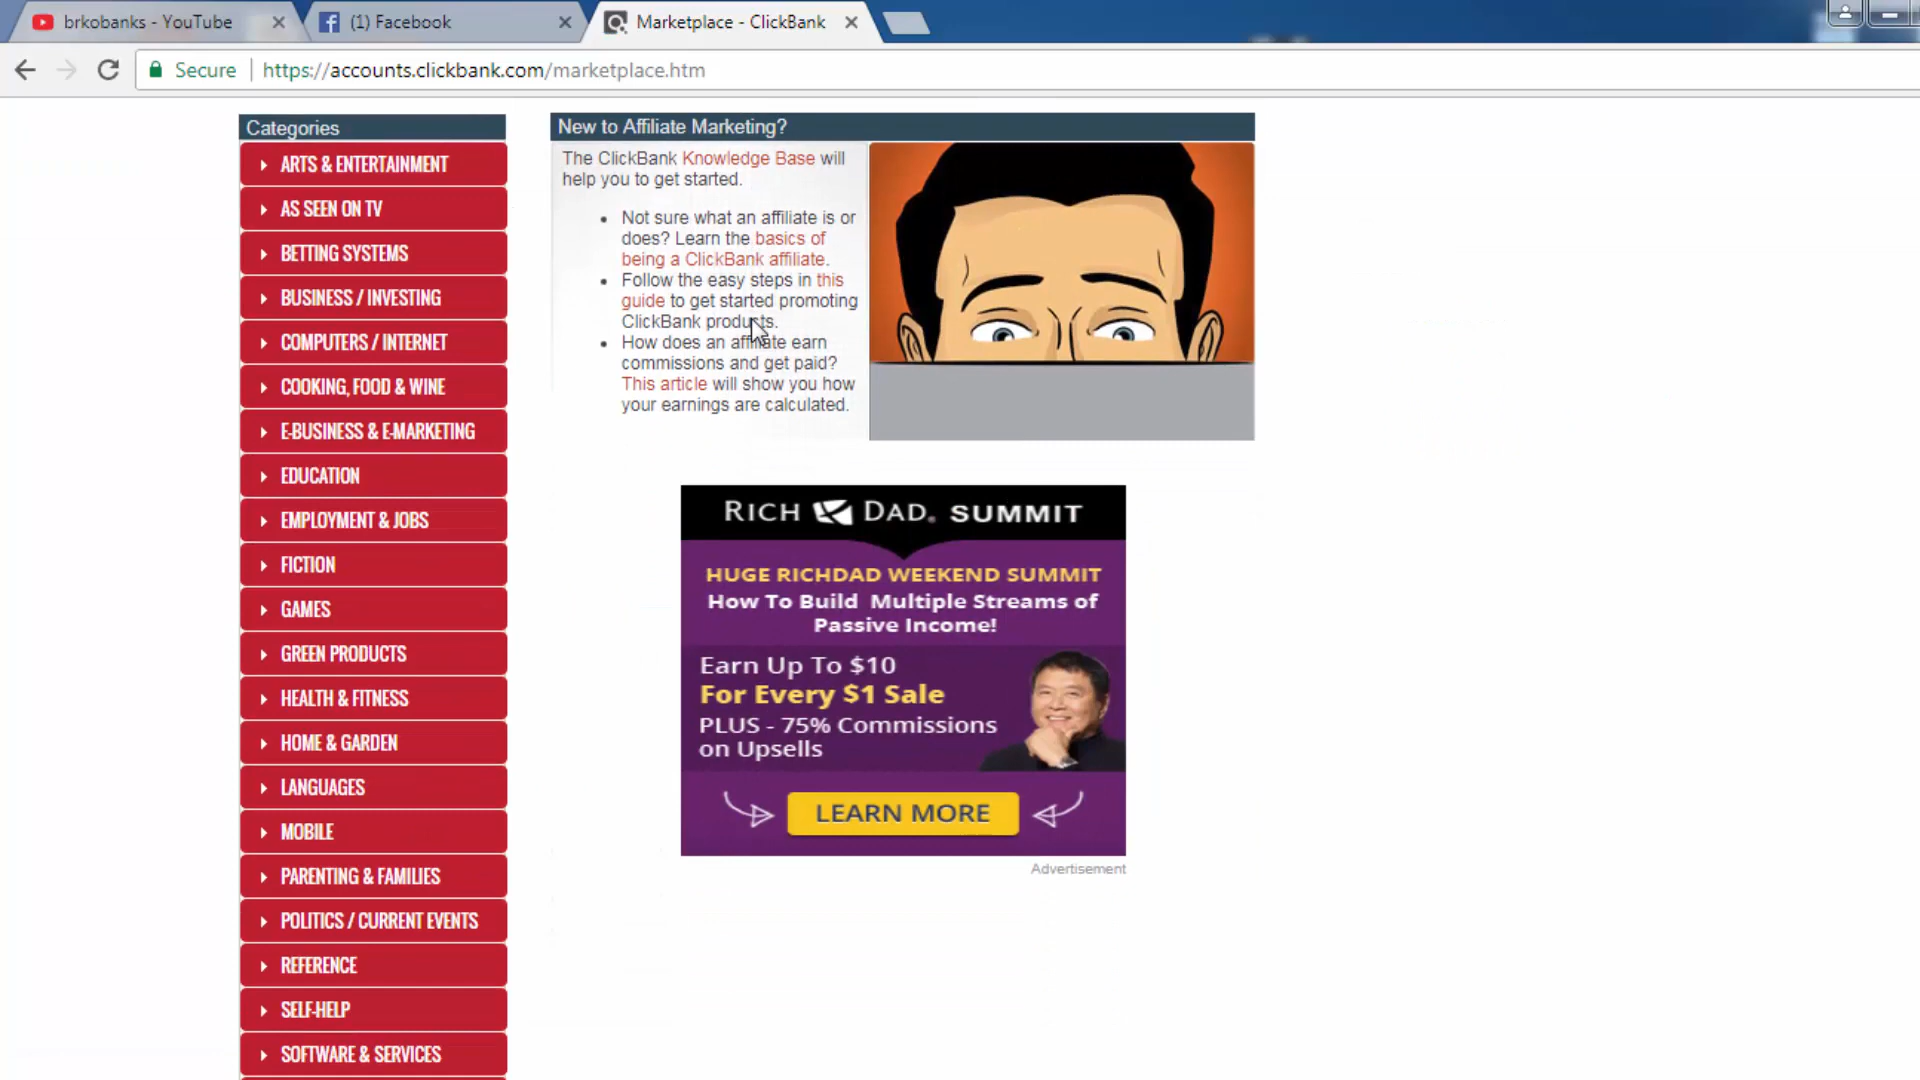 brkobanks - YouTube
(1) Facebook
Marketplace - ClickBank
Secure
https://accounts.clickbank.com/marketplace.htm
Categories
ARTS & ENTERTAINMENT
AS SEEN ON TV
BETTING SYSTEMS
BUSINESS / INVESTING
COMPUTERS / INTERNET
COOKING, FOOD & WINE
E-BUSINESS & E-MARKETING
EDUCATION
EMPLOYMENT & JOBS
FICTION
GAMES
GREEN PRODUCTS
HEALTH & FITNESS
HOME & GARDEN
LANGUAGES
MOBILE
PARENTING & FAMILIES
POLITICS / CURRENT EVENTS
REFERENCE
SELF-HELP
SOFTWARE & SERVICES
New to Affiliate Marketing?
The ClickBank Knowledge Base will
help you to get started.
• Not sure what an affiliate is or
does? Learn the basics of
being a ClickBank affiliate.
• Follow the easy steps in this
guide to get started promoting
ClickBank products.
• How does an affiliate earn
commissions and get paid?
This article will show you how
your earnings are calculated.
RICH DAD® SUMMIT
HUGE RICHDAD WEEKEND SUMMIT
How To Build Multiple Streams of
Passive Income!
Earn Up To $10
For Every $1 Sale
PLUS - 75% Commissions
on Upsells
LEARN MORE
Advertisement